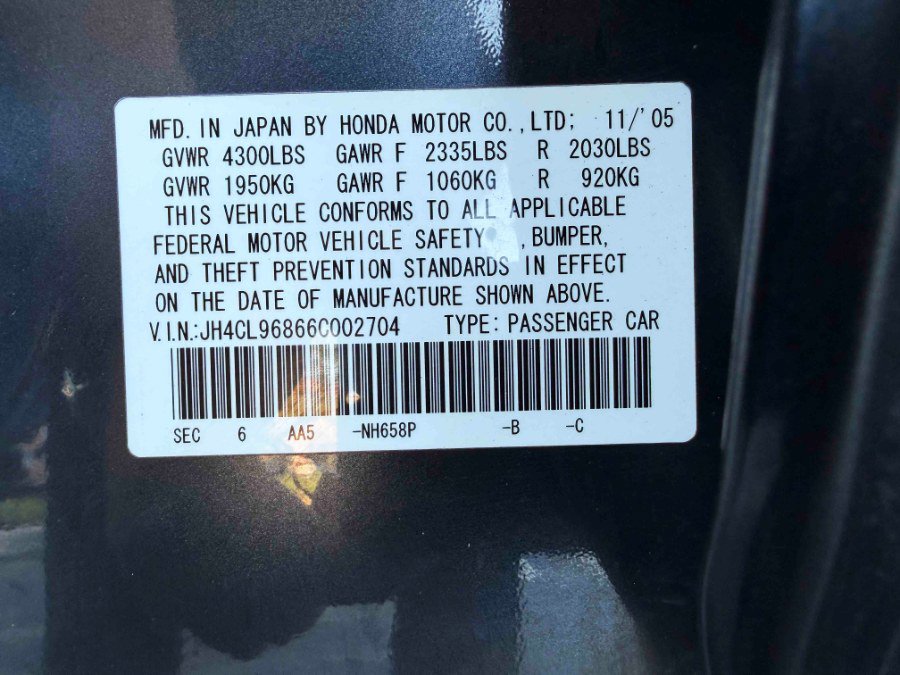 MFD. IN JAPAN BY HONDA MOTOR CO., LTD; 11/'05
GVWR 4300LBS GAWR F 2335LBS R 2030LBS
GVWR 1950KG GAWR F 1060KG R 920KG
THIS VEHICLE CONFORMS TO ALL APPLICABLE
FEDERAL MOTOR VEHICLE SAFETY , BUMPER,
AND THEFT PREVENTION STANDARDS IN EFFECT
ON THE DATE OF MANUFACTURE SHOWN ABOVE.
V.I.N.: JH4CL96866C002704 TYPE: PASSENGER CAR
SEC 6 AA5 -NH658P -B -C